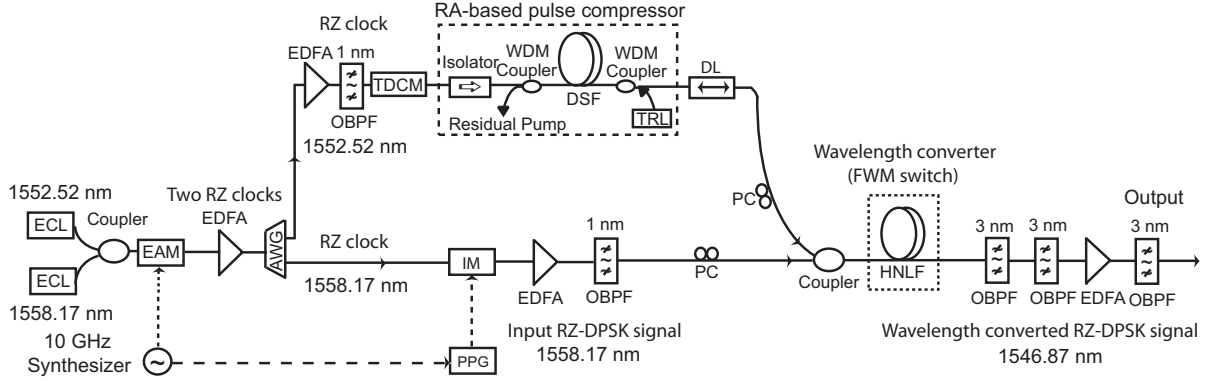 RA-based pulse compressor
RZ clock
EDFA 1 nm
TDCM
OBPF
1552.52 nm
Isolator
WDM
Coupler
DSF
WDM
Coupler
Residual Pump
TRL
DL
PC
Wavelength converter
(FWM switch)
HNLF
1552.52 nm
ECL
Coupler
ECL
1558.17 nm
EAM
Two RZ clocks
EDFA
AWG
RZ clock
1558.17 nm
IM
EDFA
1 nm
OBPF
PC
Coupler
Output
3 nm
3 nm
3 nm
OBPF
OBPF
EDFA
OBPF
10 GHz
Synthesizer
~
PPG
Input RZ-DPSK signal
1558.17 nm
Wavelength converted RZ-DPSK signal
1546.87 nm